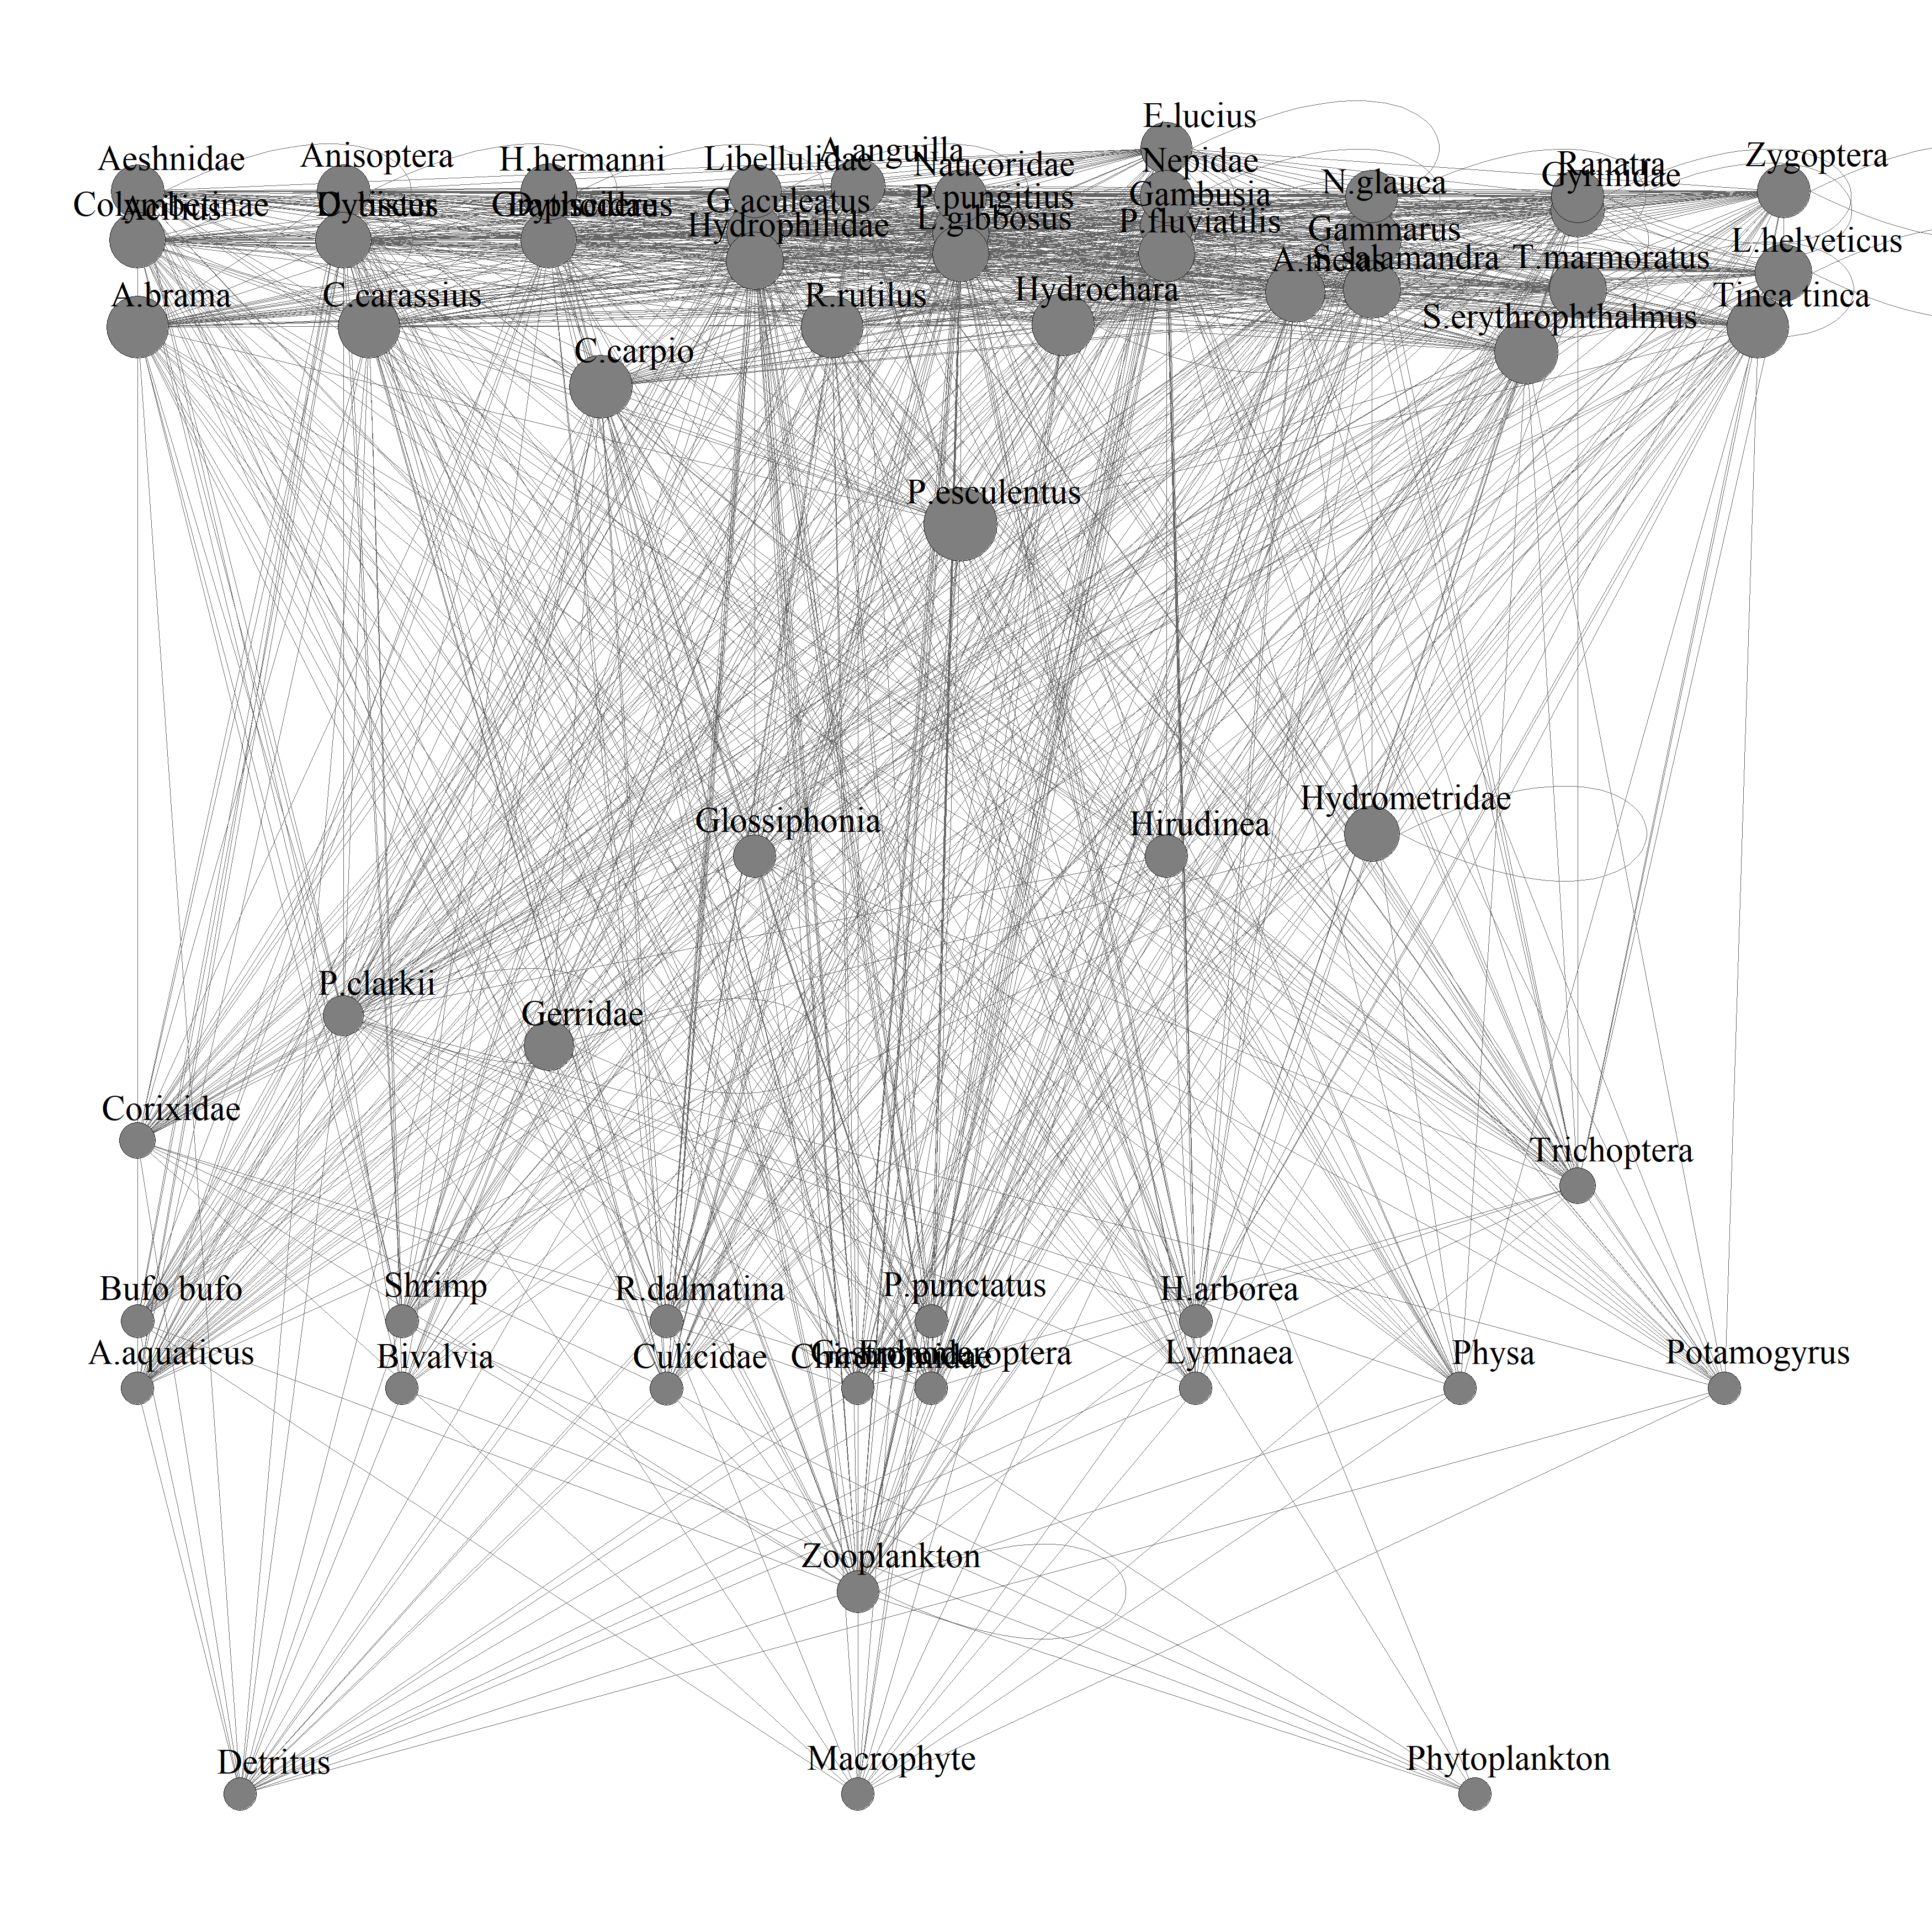 E.lucius
Aeshnidae
Anisoptera
H.hermanni
Libellulidae
A.anguilla
Naucoridae
Nepidae
N.glauca
Ranatra
Gyrinidae
Zygoptera
Colymbetinae
Acilius
Dytiscus
Dytiscidae
G.aculeatus
P.pungitius
Gambusia
Hydrophilidae
L.gibbosus
P.fluviatilis
Gammarus
L.helveticus
A.melas
S.salamandra
T.marmoratus
A.brama
C.carassius
R.rutilus
Hydrochara
S.erythrophthalmus
Tinca tinca
C.carpio
P.esculentus
Glossiphonia
Hirudinea
Hydrometridae
P.clarkii
Gerridae
Corixidae
Trichoptera
Bufo bufo
Shrimp
R.dalmatina
P.punctatus
H.arborea
A.aquaticus
Bivalvia
Culicidae
Chironomidae
Ephemeroptera
Lymnaea
Physa
Potamogyrus
Zooplankton
Detritus
Macrophyte
Phytoplankton